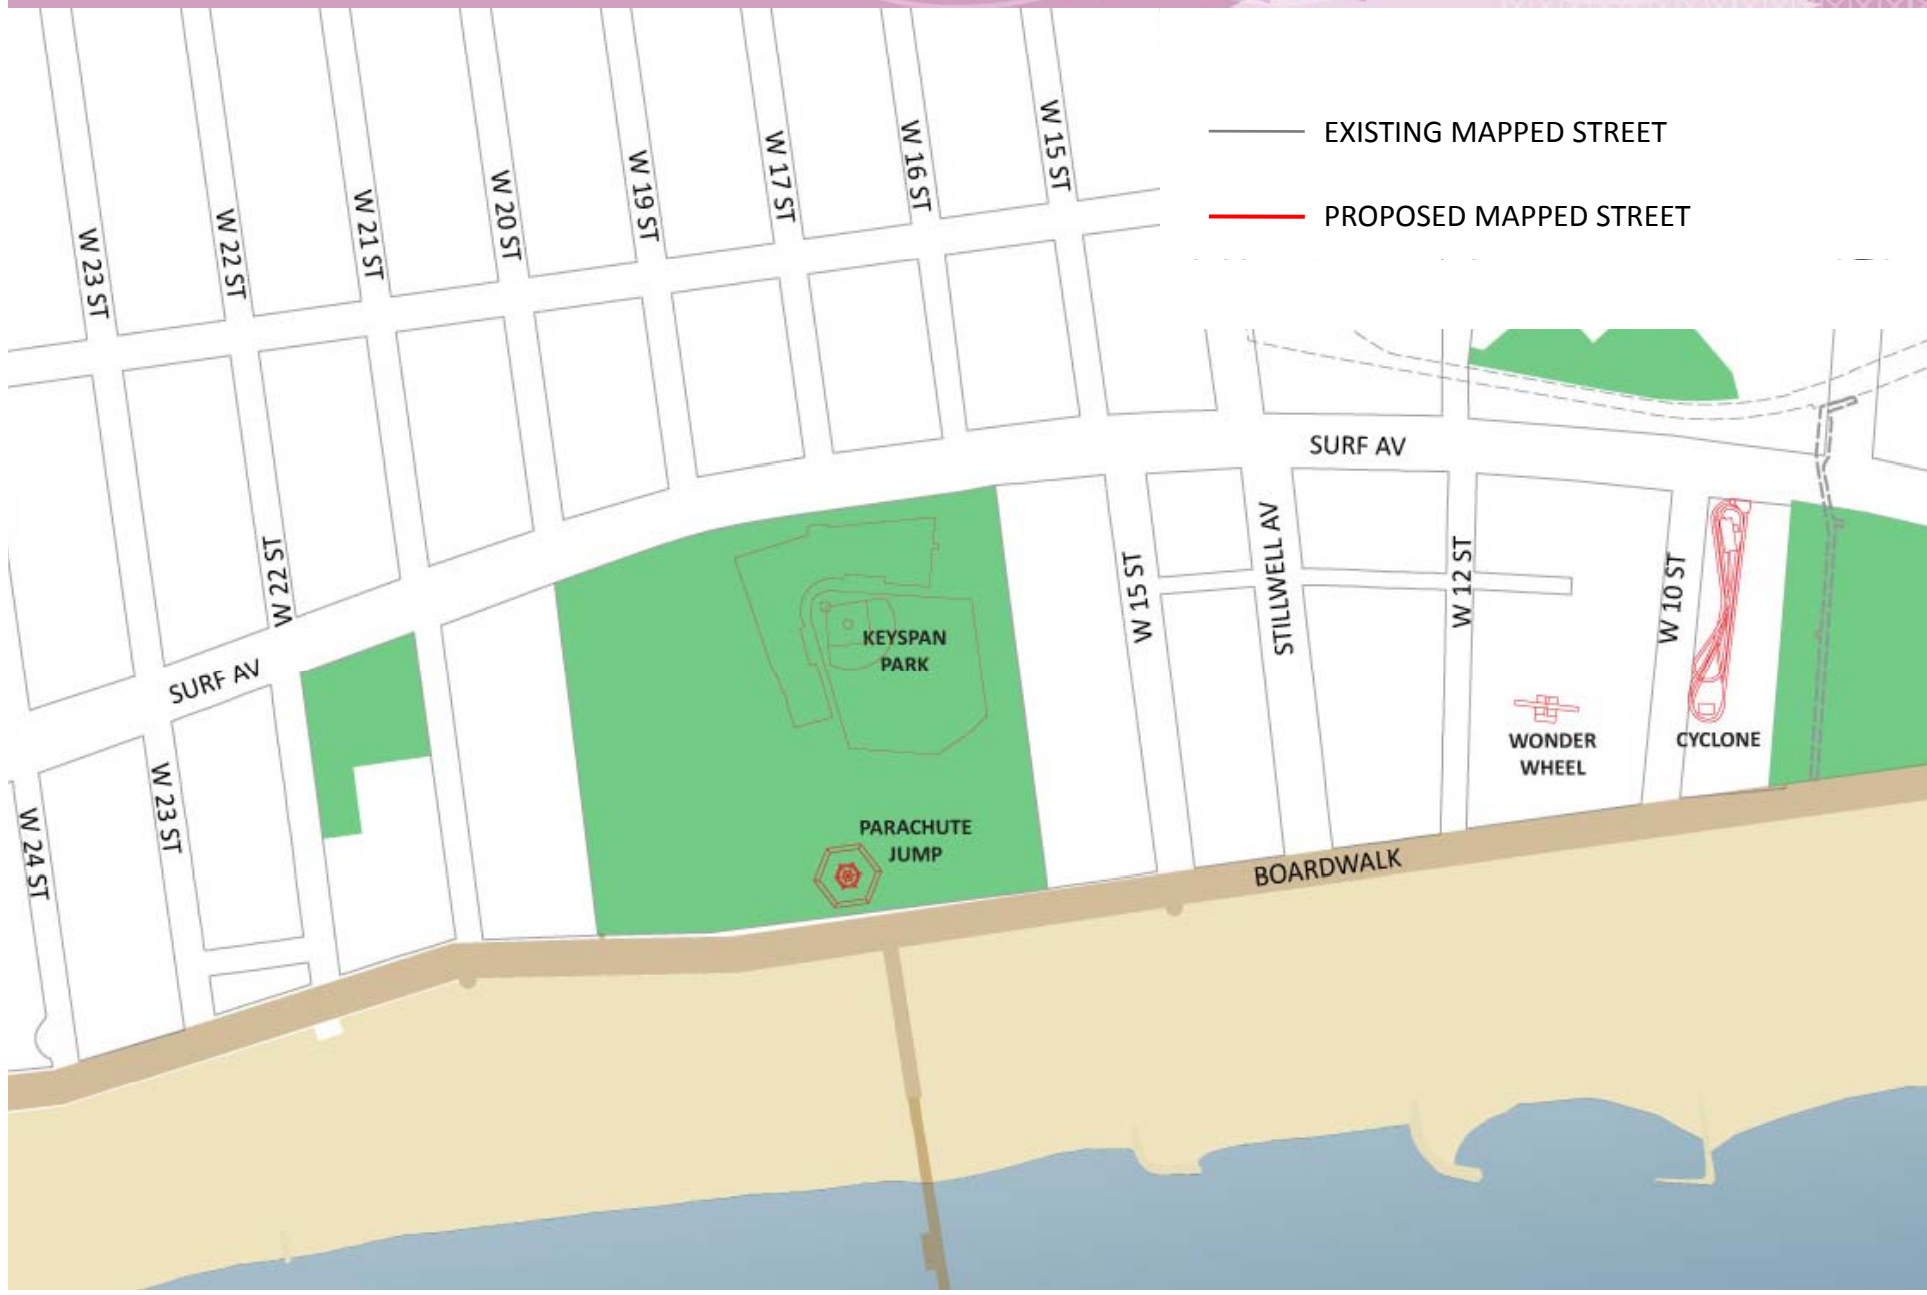 EXISTING MAPPED STREET
PROPOSED MAPPED STREET
W 23 ST
W 22 ST
W 21 ST
W 20 ST
W 19 ST
W 17 ST
W 16 ST
W 15 ST
SURF AV
W 22 ST
SURF AV
W 15 ST
STILLWELL AV
W 12 ST
W 10 ST
KEYSPAN
PARK
WONDER
WHEEL
CYCLONE
W 24 ST
W 23 ST
PARACHUTE
JUMP
BOARDWALK